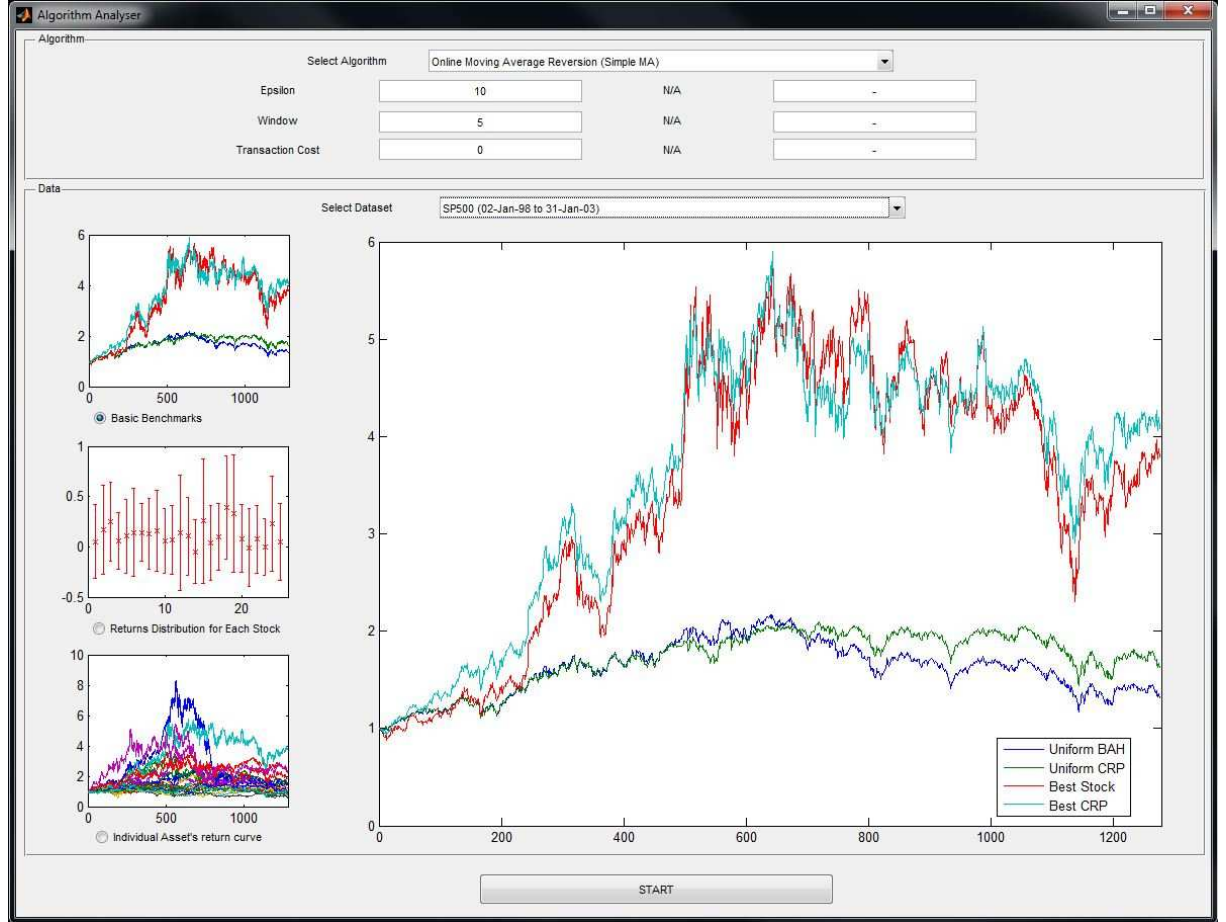 Algorithm Analyser
Algorithm
Select Algorithm Online Moving Average Reversion (Simple MA)
Epsilon 10 N/A -
Window 5 N/A -
Transaction Cost 0 N/A -
Data
Select Dataset SP500 (02-Jan-98 to 31-Jan-03)
6
4
2
0
0 500 1000
Basic Benchmarks
1
0.5
0
-0.5
0 10 20
Returns Distribution for Each Stock
10
8
6
4
2
0
0 500 1000
Individual Asset's return curve
6
5
4
3
2
1
0
0 200 400 600 800 1000 1200
Uniform BAH
Uniform CRP
Best Stock
Best CRP
START